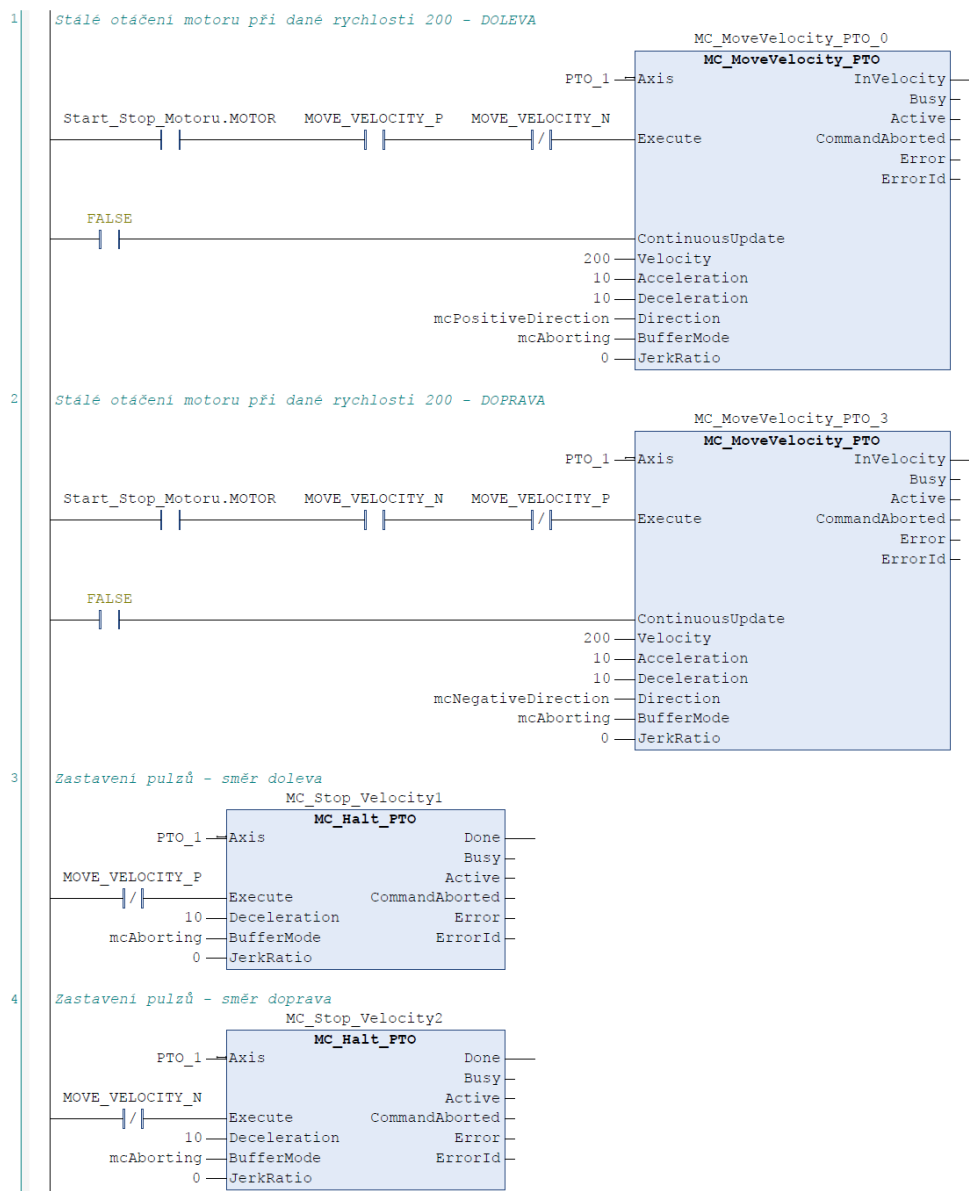 1 Stálé otáčení motoru při dané rychlosti 200 - DOLEVA
MC_MoveVelocity_PTO_0
MC_MoveVelocity_PTO
PTO_1 Axis InVelocity
Busy
Start_Stop_Motoru.MOTOR MOVE_VELOCITY_P MOVE_VELOCITY_N Active
Execute CommandAborted
Error
ErrorId
FALSE
ContinuousUpdate
200 Velocity
10 Acceleration
10 Deceleration
mcPositiveDirection Direction
mcAborting BufferMode
0 JerkRatio
2 Stálé otáčení motoru při dané rychlosti 200 - DOPRAVA
MC_MoveVelocity_PTO_3
MC_MoveVelocity_PTO
PTO_1 Axis InVelocity
Busy
Start_Stop_Motoru.MOTOR MOVE_VELOCITY_N MOVE_VELOCITY_P Active
Execute CommandAborted
Error
ErrorId
FALSE
ContinuousUpdate
200 Velocity
10 Acceleration
10 Deceleration
mcNegativeDirection Direction
mcAborting BufferMode
0 JerkRatio
3 Zastavení pulzů - směr doleva
MC_Stop_Velocity1
MC_Halt_PTO
PTO_1 Axis Done
Busy
MOVE_VELOCITY_P Active
Execute CommandAborted
10 Deceleration Error
mcAborting BufferMode ErrorId
0 JerkRatio
4 Zastavení pulzů - směr doprava
MC_Stop_Velocity2
MC_Halt_PTO
PTO_1 Axis Done
Busy
MOVE_VELOCITY_N Active
Execute CommandAborted
10 Deceleration Error
mcAborting BufferMode ErrorId
0 JerkRatio